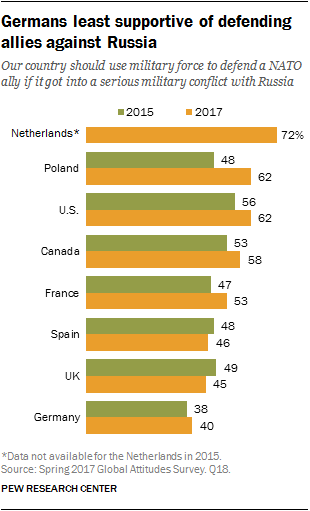 Germans least supportive of defending
allies against Russia
Our country should use military force to defend a NATO
ally if it got into a serious military conflict with Russia
2015 2017
Netherlands* 72%
Poland 48
62
U.S. 56
62
Canada 53
58
France 47
53
Spain 48
46
UK 49
45
Germany 38
40
*Data not available for the Netherlands in 2015.
Source: Spring 2017 Global Attitudes Survey. Q18.
PEW RESEARCH CENTER